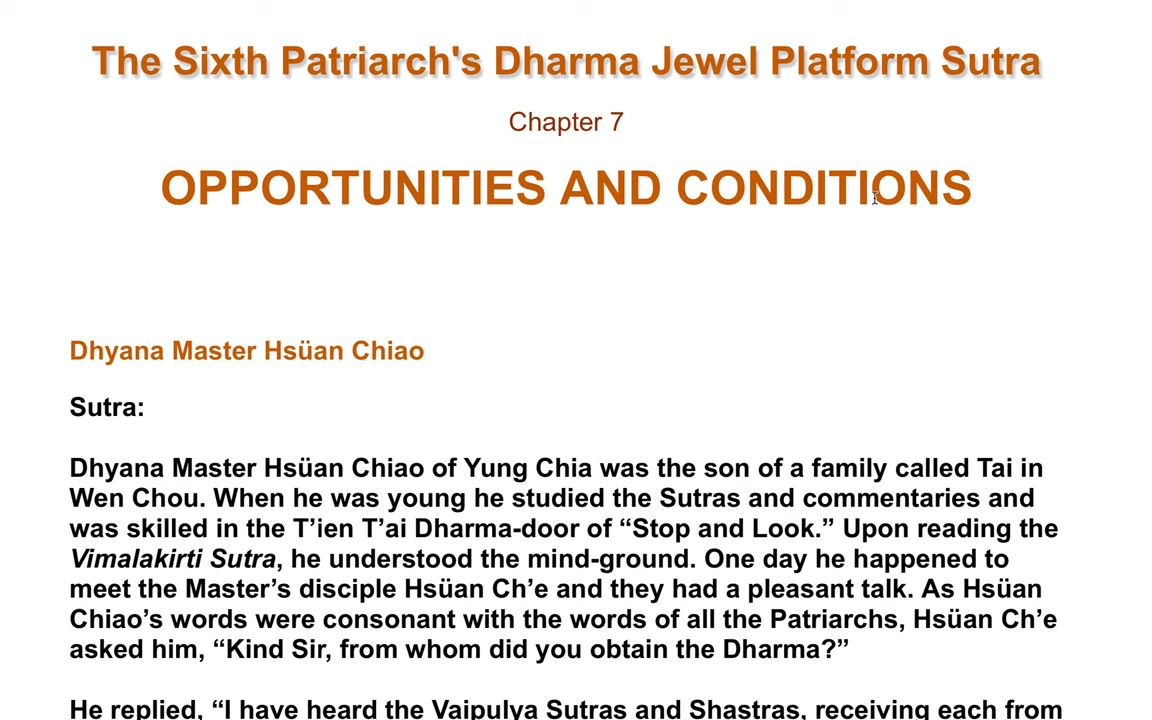 The Sixth Patriarch's Dharma Jewel Platform Sutra
Chapter 7
OPPORTUNITIES AND CONDITIONS
Dhyana Master Hsüan Chiao
Sutra:
Dhyana Master Hsüan Chiao of Yung Chia was the son of a family called Tai in
Wen Chou. When he was young he studied the Sutras and commentaries and
was skilled in the T’ien T’ai Dharma-door of “Stop and Look.” Upon reading the
Vimalakirti Sutra, he understood the mind-ground. One day he happened to
meet the Master’s disciple Hsüan Ch’e and they had a pleasant talk. As Hsüan
Chiao’s words were consonant with the words of all the Patriarchs, Hsüan Ch’e
asked him, “Kind Sir, from whom did you obtain the Dharma?”
He replied, “I have heard the Vaipulya Sutras and Shastras, receiving each from